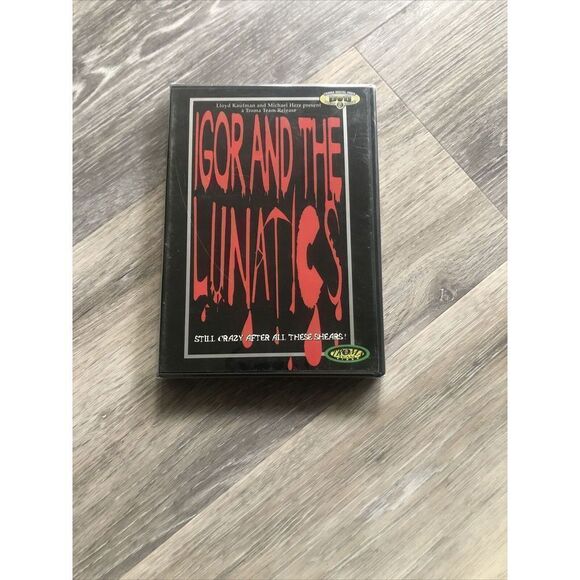 Lloyd Kaufman and Michael Herz present
a Troma Team Release
DVD
IGOR AND THE
LUNATICS
STILL CRAZY AFTER ALL THESE SHEARS!